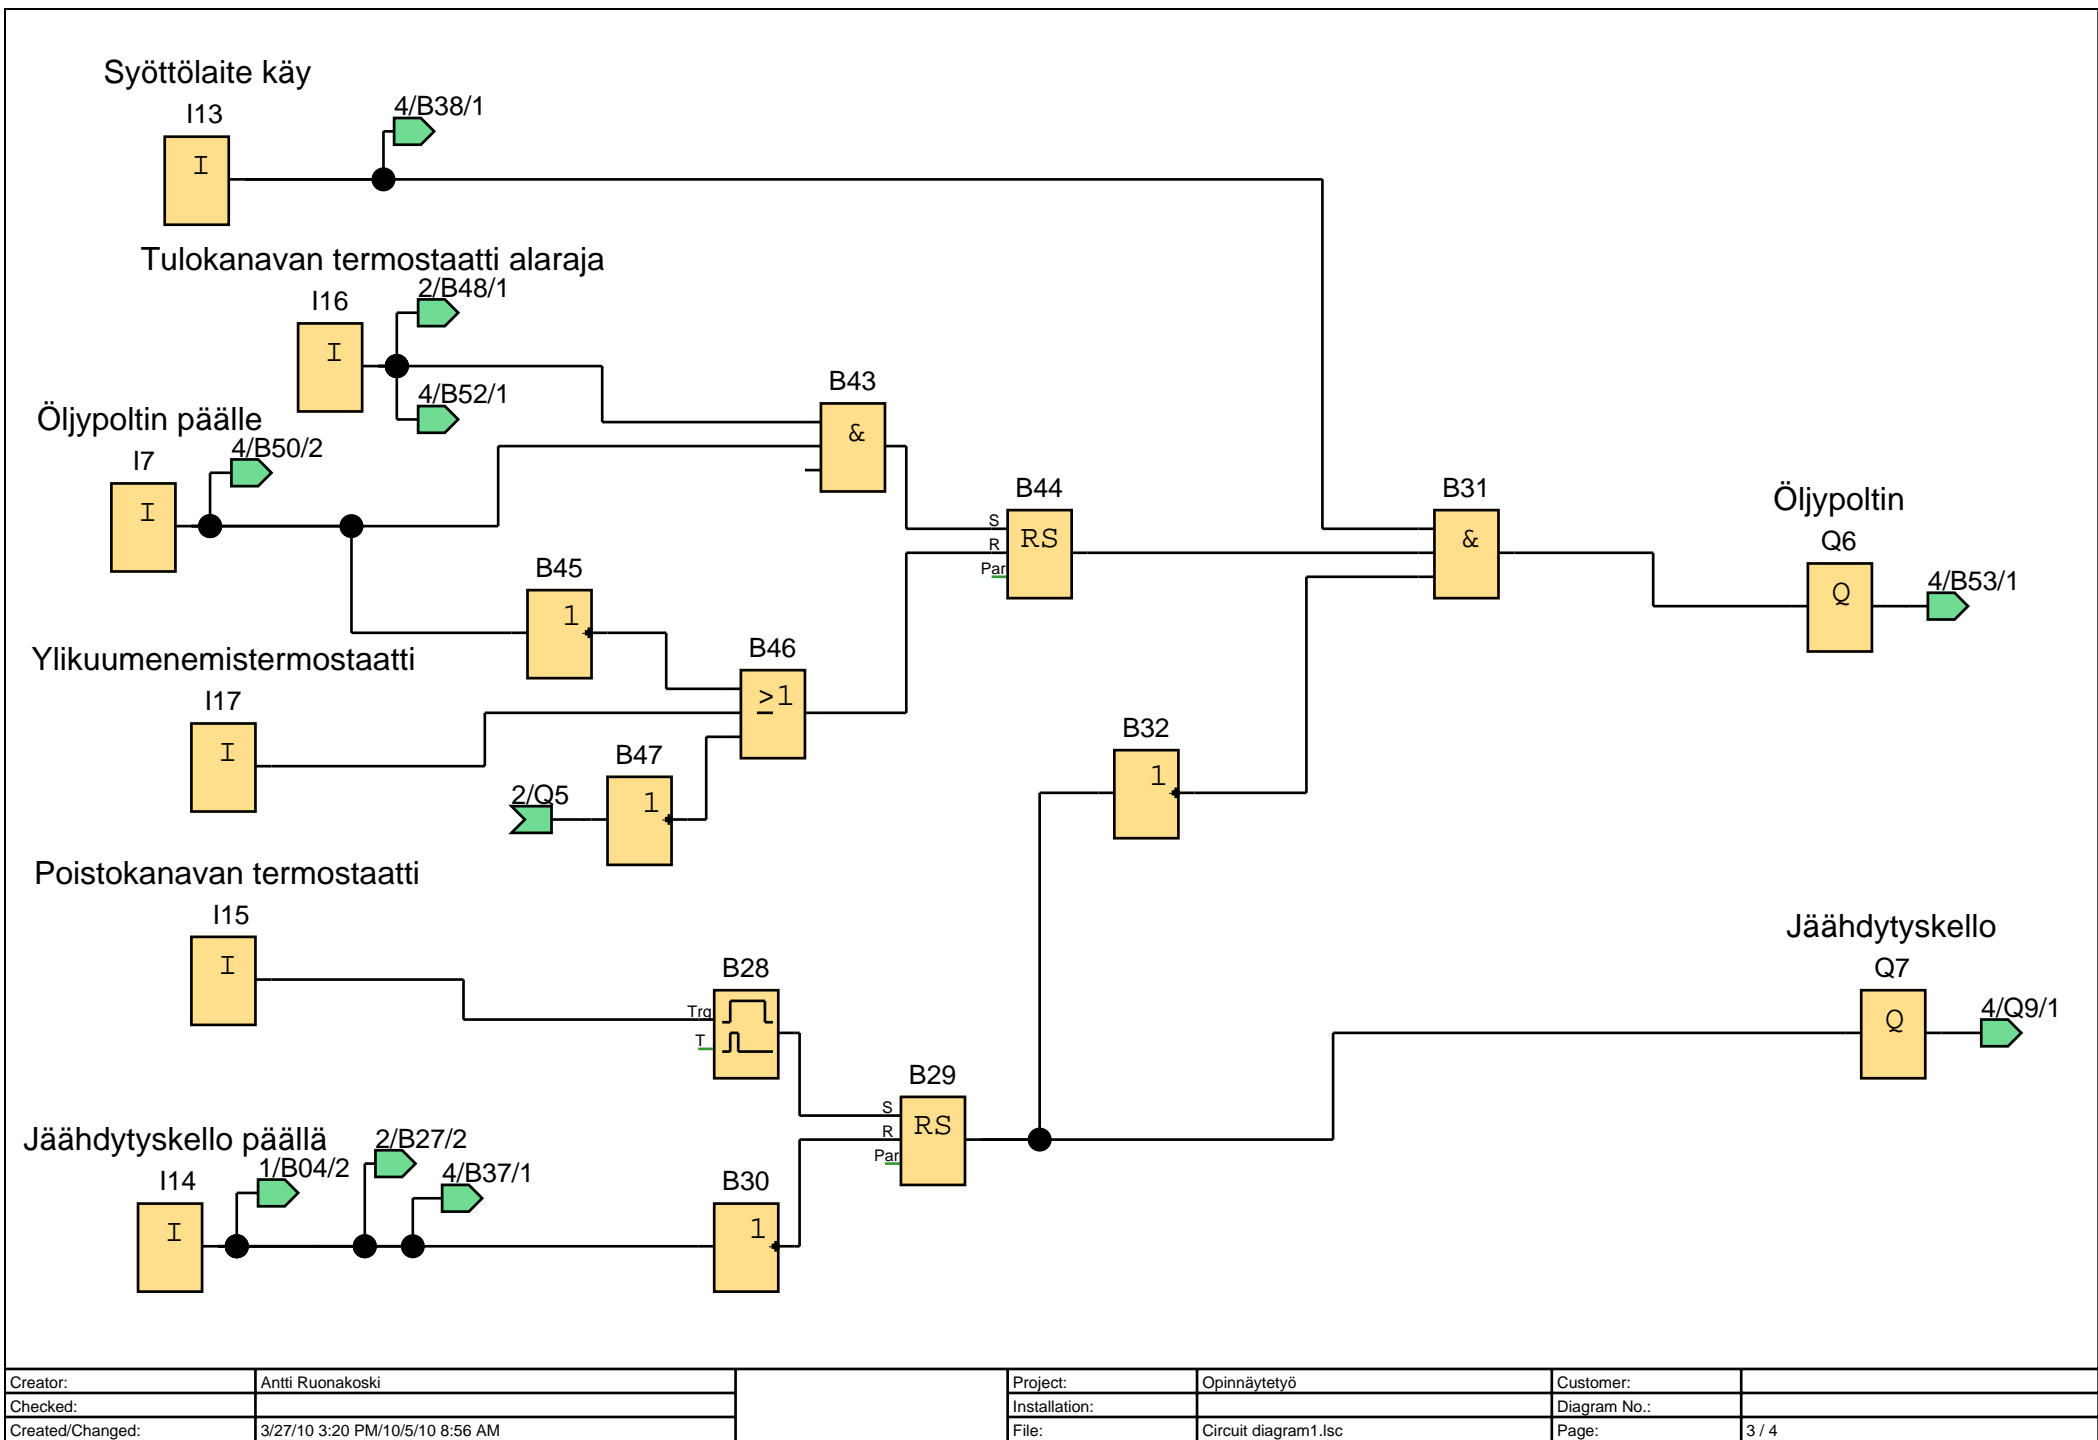 Syöttölaite käy
I13
4/B38/1
I
Tulokanavan termostaatti alaraja
I16
2/B48/1
I
4/B52/1
B43
&
Öljypoltin päälle
I7
4/B50/2
I
B44
S
R
Par
RS
B31
&
Öljypoltin
Q6
Q
4/B53/1
B45
1
Ylikuumenemistermostaatti
I17
I
B46
≥1
2/Q5
B47
1
B32
1
Poistokanavan termostaatti
I15
I
B28
Trg
T
Jäähdytyskello
Q7
Q
4/Q9/1
B29
S
R
Par
RS
Jäähdytyskello päällä
I14
1/B04/2
2/B27/2
4/B37/1
I
B30
1
Creator: Antti Ruonakoski
Checked:
Created/Changed: 3/27/10 3:20 PM/10/5/10 8:56 AM
Project: Opinnäytetyö
Installation:
File: Circuit diagram1.lsc
Customer:
Diagram No.:
Page: 3 / 4